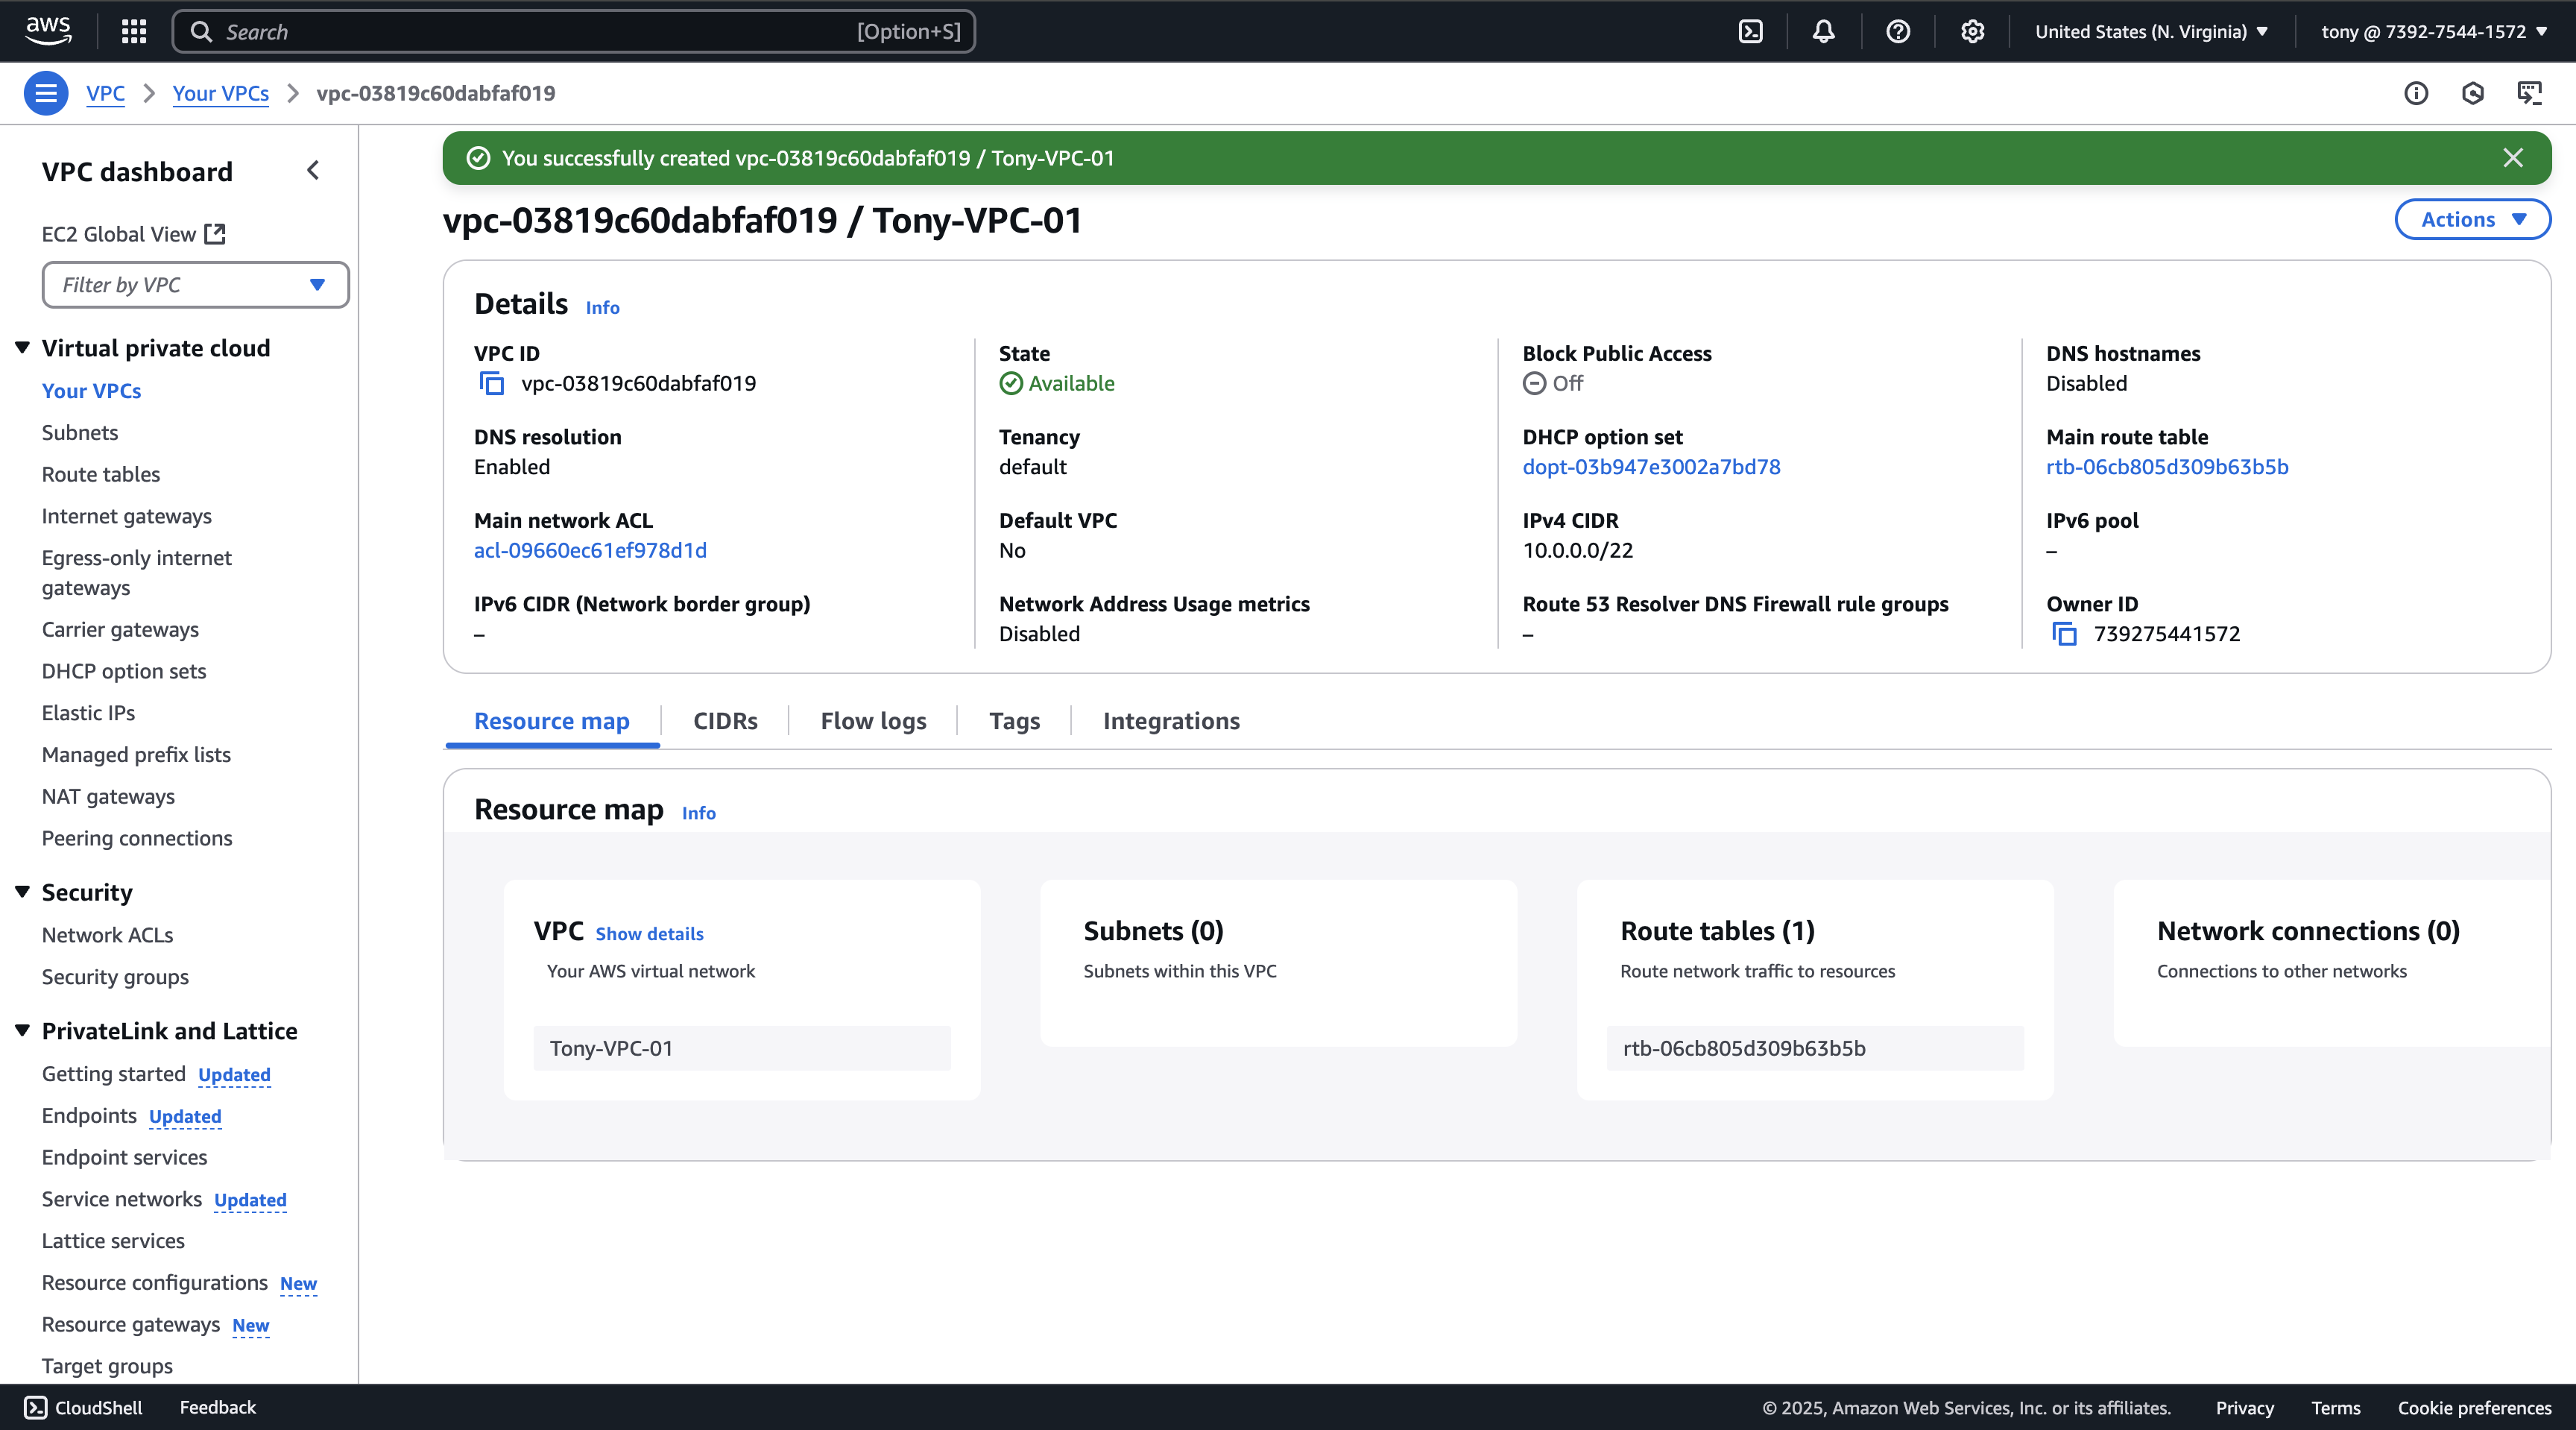 aws
Search [Option+S]
United States (N. Virginia)
tony @ 7392-7544-1572
VPC
Your VPCs
vpc-03819c60dabfaf019
VPC dashboard
EC2 Global View
Filter by VPC
Virtual private cloud
Your VPCs
Subnets
Route tables
Internet gateways
Egress-only internet
gateways
Carrier gateways
DHCP option sets
Elastic IPs
Managed prefix lists
NAT gateways
Peering connections
Security
Network ACLs
Security groups
PrivateLink and Lattice
Getting started Updated
Endpoints Updated
Endpoint services
Service networks Updated
Lattice services
Resource configurations New
Resource gateways New
Target groups
You successfully created vpc-03819c60dabfaf019 / Tony-VPC-01
vpc-03819c60dabfaf019 / Tony-VPC-01
Actions
Details Info
VPC ID
vpc-03819c60dabfaf019
State
Available
Block Public Access
Off
DNS hostnames
Disabled
DNS resolution
Enabled
Tenancy
default
DHCP option set
dopt-03b947e3002a7bd78
Main route table
rtb-06cb805d309b63b5b
Main network ACL
acl-09660ec61ef978d1d
Default VPC
No
IPv4 CIDR
10.0.0.0/22
IPv6 pool
–
IPv6 CIDR (Network border group)
–
Network Address Usage metrics
Disabled
Route 53 Resolver DNS Firewall rule groups
–
Owner ID
739275441572
Resource map
CIDRs
Flow logs
Tags
Integrations
Resource map Info
VPC Show details
Your AWS virtual network
Tony-VPC-01
Subnets (0)
Subnets within this VPC
Route tables (1)
Route network traffic to resources
rtb-06cb805d309b63b5b
Network connections (0)
Connections to other networks
CloudShell
Feedback
© 2025, Amazon Web Services, Inc. or its affiliates.
Privacy
Terms
Cookie preferences